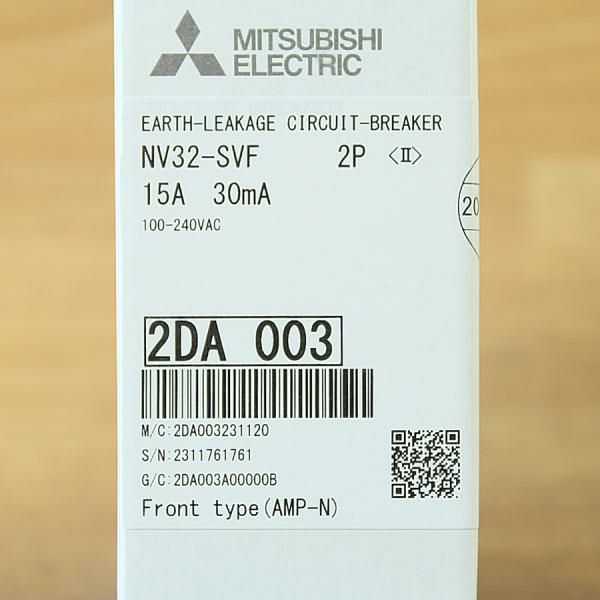 MITSUBISHI
ELECTRIC
EARTH-LEAKAGE CIRCUIT-BREAKER
NV32-SVF 2P <Ⅱ>
15A 30mA
100-240VAC
20
2DA 003
M/C:2DA003231120
S/N:2311761761
G/C:2DA003A00000B
Front type(AMP-N)